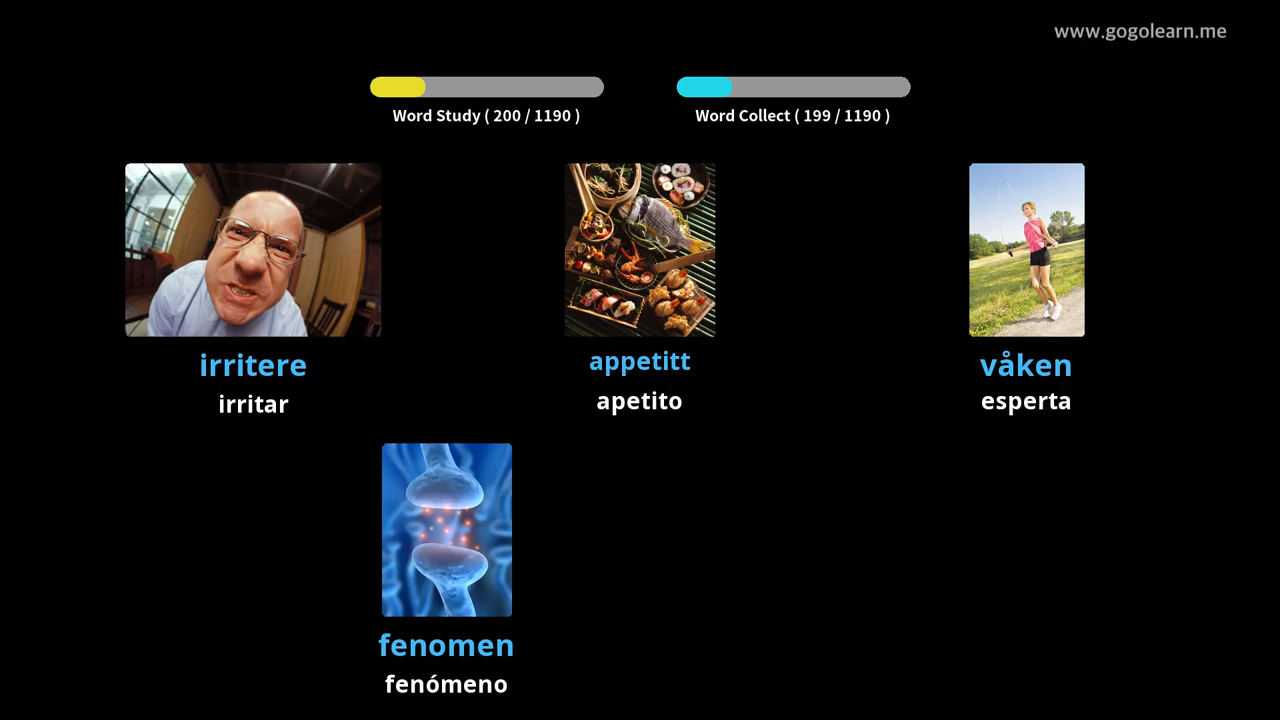 www.gogolearn.me
Word Study ( 200 / 1190 )
Word Collect ( 199 / 1190 )
irritere
irritar
appetitt
apetito
våken
esperta
fenomen
fenómeno